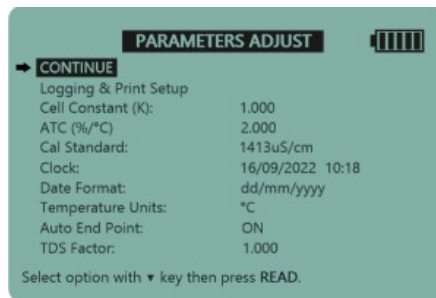 PARAMETERS ADJUST
CONTINUE
Logging & Print Setup
Cell Constant (K): 1.000
ATC (%/°C) 2.000
Cal Standard: 1413uS/cm
Clock: 16/09/2022 10:18
Date Format: dd/mm/yyyy
Temperature Units: °C
Auto End Point: ON
TDS Factor: 1.000
Select option with ▼ key then press READ.